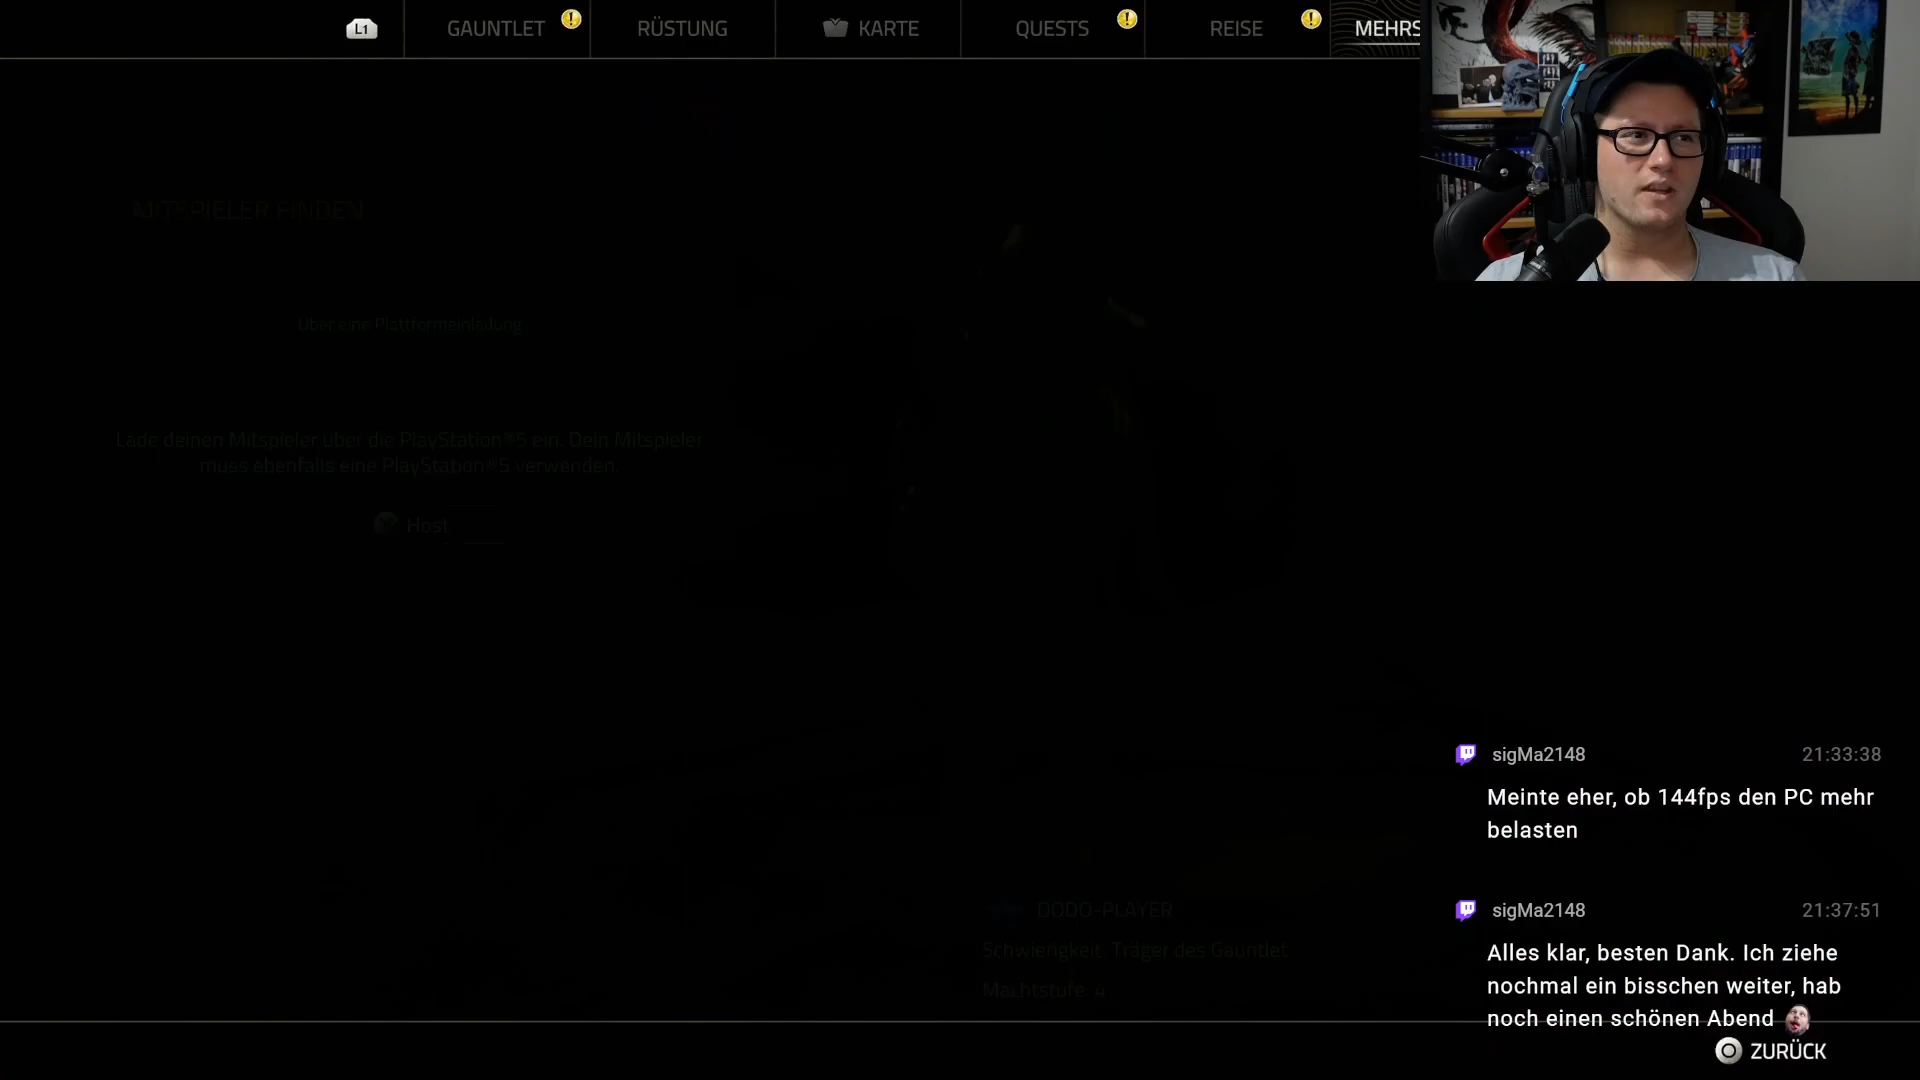 L1
GAUNTLET
RÜSTUNG
KARTE
QUESTS
REISE
MEHRS
MITSPIELER FINDEN
Über eine Plattformeinladung
Lade deinen Mitspieler über die PlayStation®5 ein. Dein Mitspieler
muss ebenfalls eine PlayStation®5 verwenden.
Host
sigMa2148 21:33:38
Meinte eher, ob 144fps den PC mehr
belasten
sigMa2148 21:37:51
Alles klar, besten Dank. Ich ziehe
nochmal ein bisschen weiter, hab
noch einen schönen Abend
DODO-PLAYER
Schwierigkeit: Träger des Gauntlet
Machtstufe: 4
ZURÜCK